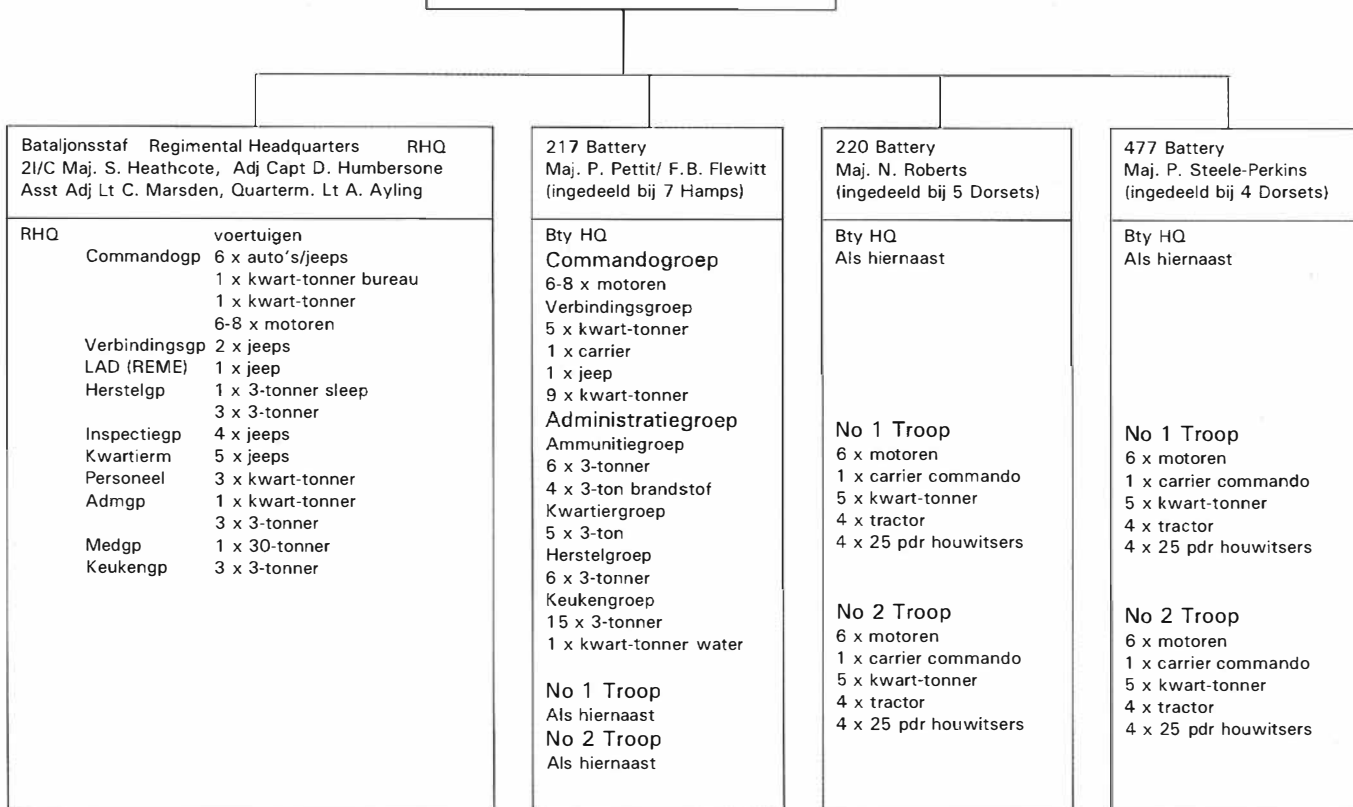 Bataljonsstaf Regimental Headquarters RHQ
2I/C Maj. S. Heathcote, Adj Capt D. Humbersone
Asst Adj Lt C. Marsden, Quarterm. Lt A. Ayling
RHQ voertuigen
Commandogp 6 x auto's/jeeps
1 x kwart-tonner bureau
1 x kwart-tonner
6-8 x motoren
Verbindingsgp 2 x jeeps
LAD (REME) 1 x jeep
Herstelgp 1 x 3-tonner sleep
3 x 3-tonner
Inspectiegp 4 x jeeps
Kwartierm 5 x jeeps
Personeel 3 x kwart-tonner
Admgp 1 x kwart-tonner
3 x 3-tonner
Medgp 1 x 30-tonner
Keukengp 3 x 3-tonner
217 Battery
Maj. P. Pettit/ F.B. Flewitt
(ingedeeld bij 7 Hamps)
Bty HQ
Commandogroep
6-8 x motoren
Verbindingsgroep
5 x kwart-tonner
1 x carrier
1 x jeep
9 x kwart-tonner
Administratiegroep
Ammunitiegroep
6 x 3-tonner
4 x 3-ton brandstof
Kwartiergroep
5 x 3-ton
Herstelgroep
6 x 3-tonner
Keukengroep
15 x 3-tonner
1 x kwart-tonner water
No 1 Troop
Als hiernaast
No 2 Troop
Als hiernaast
220 Battery
Maj. N. Roberts
(ingedeeld bij 5 Dorsets)
Bty HQ
Als hiernaast
No 1 Troop
6 x motoren
1 x carrier commando
5 x kwart-tonner
4 x tractor
4 x 25 pdr houwitsers
No 2 Troop
6 x motoren
1 x carrier commando
5 x kwart-tonner
4 x tractor
4 x 25 pdr houwitsers
477 Battery
Maj. P. Steele-Perkins
(ingedeeld bij 4 Dorsets)
Bty HQ
Als hiernaast
No 1 Troop
6 x motoren
1 x carrier commando
5 x kwart-tonner
4 x tractor
4 x 25 pdr houwitsers
No 2 Troop
6 x motoren
1 x carrier commando
5 x kwart-tonner
4 x tractor
4 x 25 pdr houwitsers